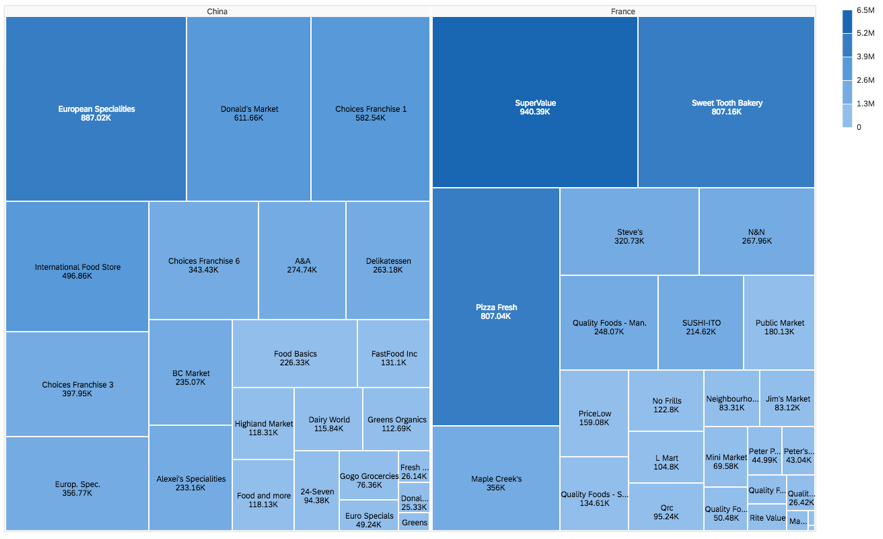 China
France
European Specialities
887.02K
Donald's Market
611.66K
Choices Franchise 1
582.54K
International Food Store
496.86K
Choices Franchise 3
397.95K
Europ. Spec.
356.77K
Choices Franchise 6
343.43K
A&A
274.74K
Delikatessen
263.18K
BC Market
235.07K
Alexei's Specialities
233.16K
Food Basics
226.33K
FastFood Inc
131.1K
Highland Market
118.31K
Food and more
118.13K
Dairy World
115.84K
Greens Organics
112.69K
24-Seven
94.38K
Gogo Groceries
76.36K
Euro Specials
49.24K
Fresh ...
26.14K
Donal...
25.33K
Greens
SuperValue
940.39K
Sweet Tooth Bakery
807.16K
Pizza Fresh
807.04K
Maple Creek's
356K
Steve's
320.73K
N&N
267.96K
Quality Foods - Man.
248.07K
SUSHI-ITO
214.62K
Public Market
180.13K
PriceLow
159.08K
Quality Foods - S...
134.61K
No Frills
122.8K
L Mart
104.8K
Qrc
95.24K
Neighbourho...
83.31K
Jim's Market
83.12K
Mini Market
69.58K
Quality Fo...
50.48K
Peter P...
44.99K
Peter's...
43.04K
Quality F...
Rite Value
Qualit...
26.42K
Ma...
6.5M
5.2M
3.9M
2.6M
1.3M
0